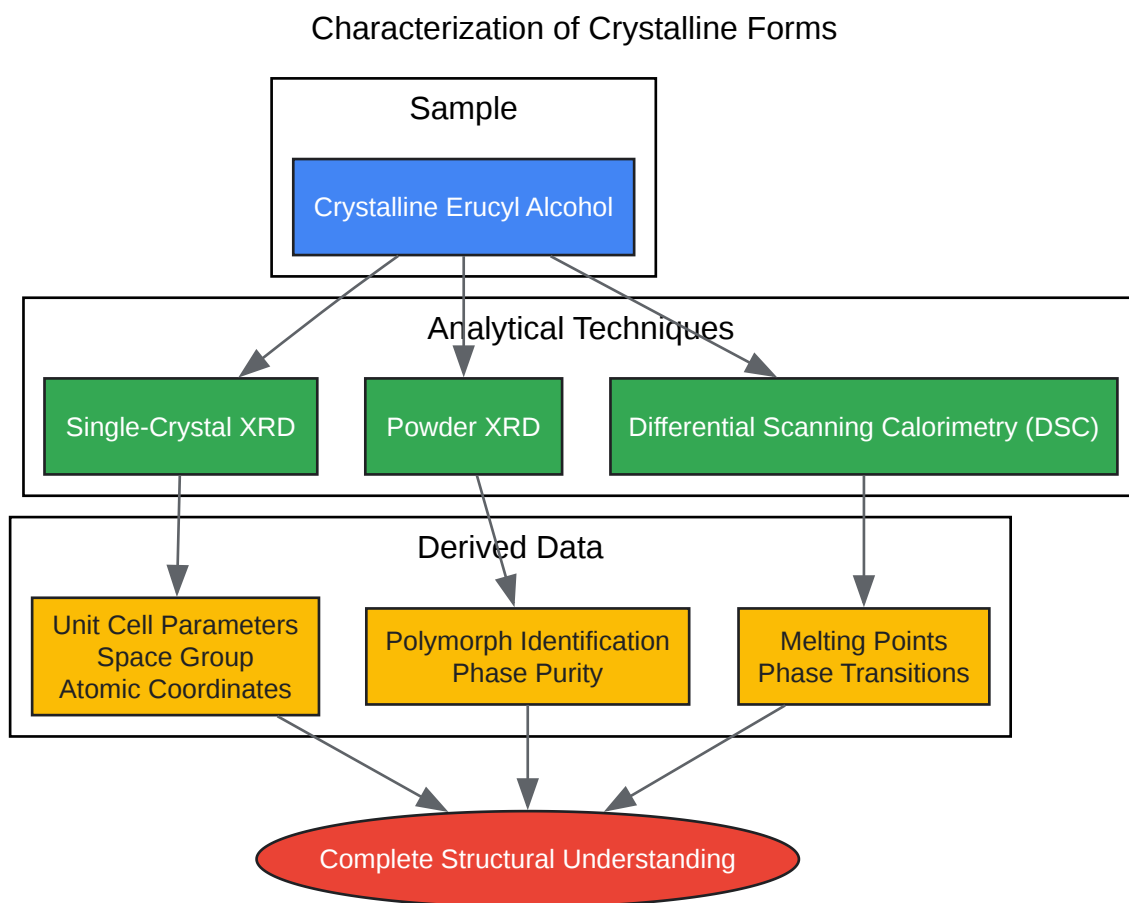 Characterization of Crystalline Forms
Sample
Crystalline Erucyl Alcohol
Analytical Techniques
Single-Crystal XRD
Powder XRD
Differential Scanning Calorimetry (DSC)
Derived Data
Unit Cell Parameters
Space Group
Atomic Coordinates
Polymorph Identification
Phase Purity
Melting Points
Phase Transitions
Complete Structural Understanding